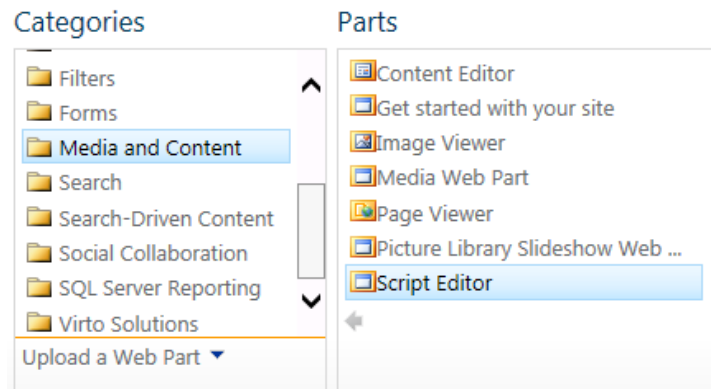 Categories
Filters
Forms
Media and Content
Search
Search-Driven Content
Social Collaboration
SQL Server Reporting
Virto Solutions
Upload a Web Part
Parts
Content Editor
Get started with your site
Image Viewer
Media Web Part
Page Viewer
Picture Library Slideshow Web ...
Script Editor